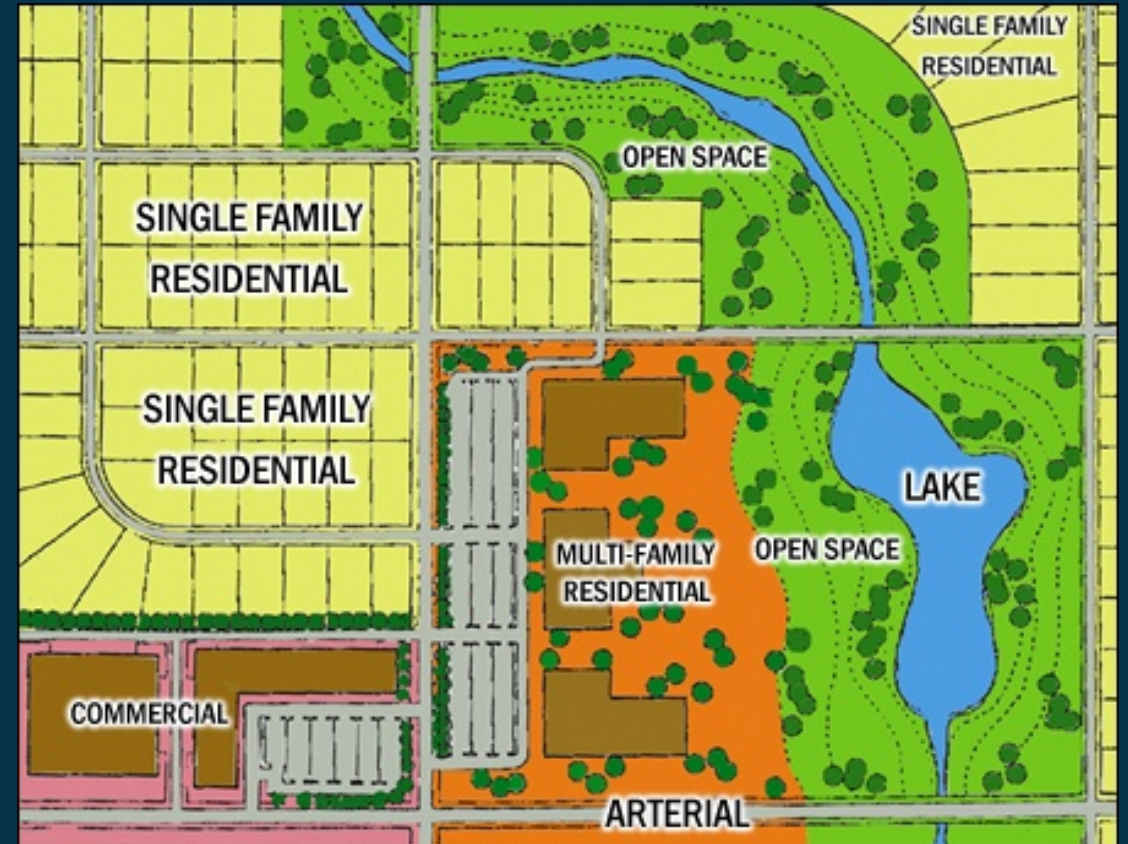 SINGLE FAMILY
RESIDENTIAL
OPEN SPACE
SINGLE FAMILY
RESIDENTIAL
SINGLE FAMILY
RESIDENTIAL
LAKE
MULTI-FAMILY
RESIDENTIAL
OPEN SPACE
COMMERCIAL
ARTERIAL